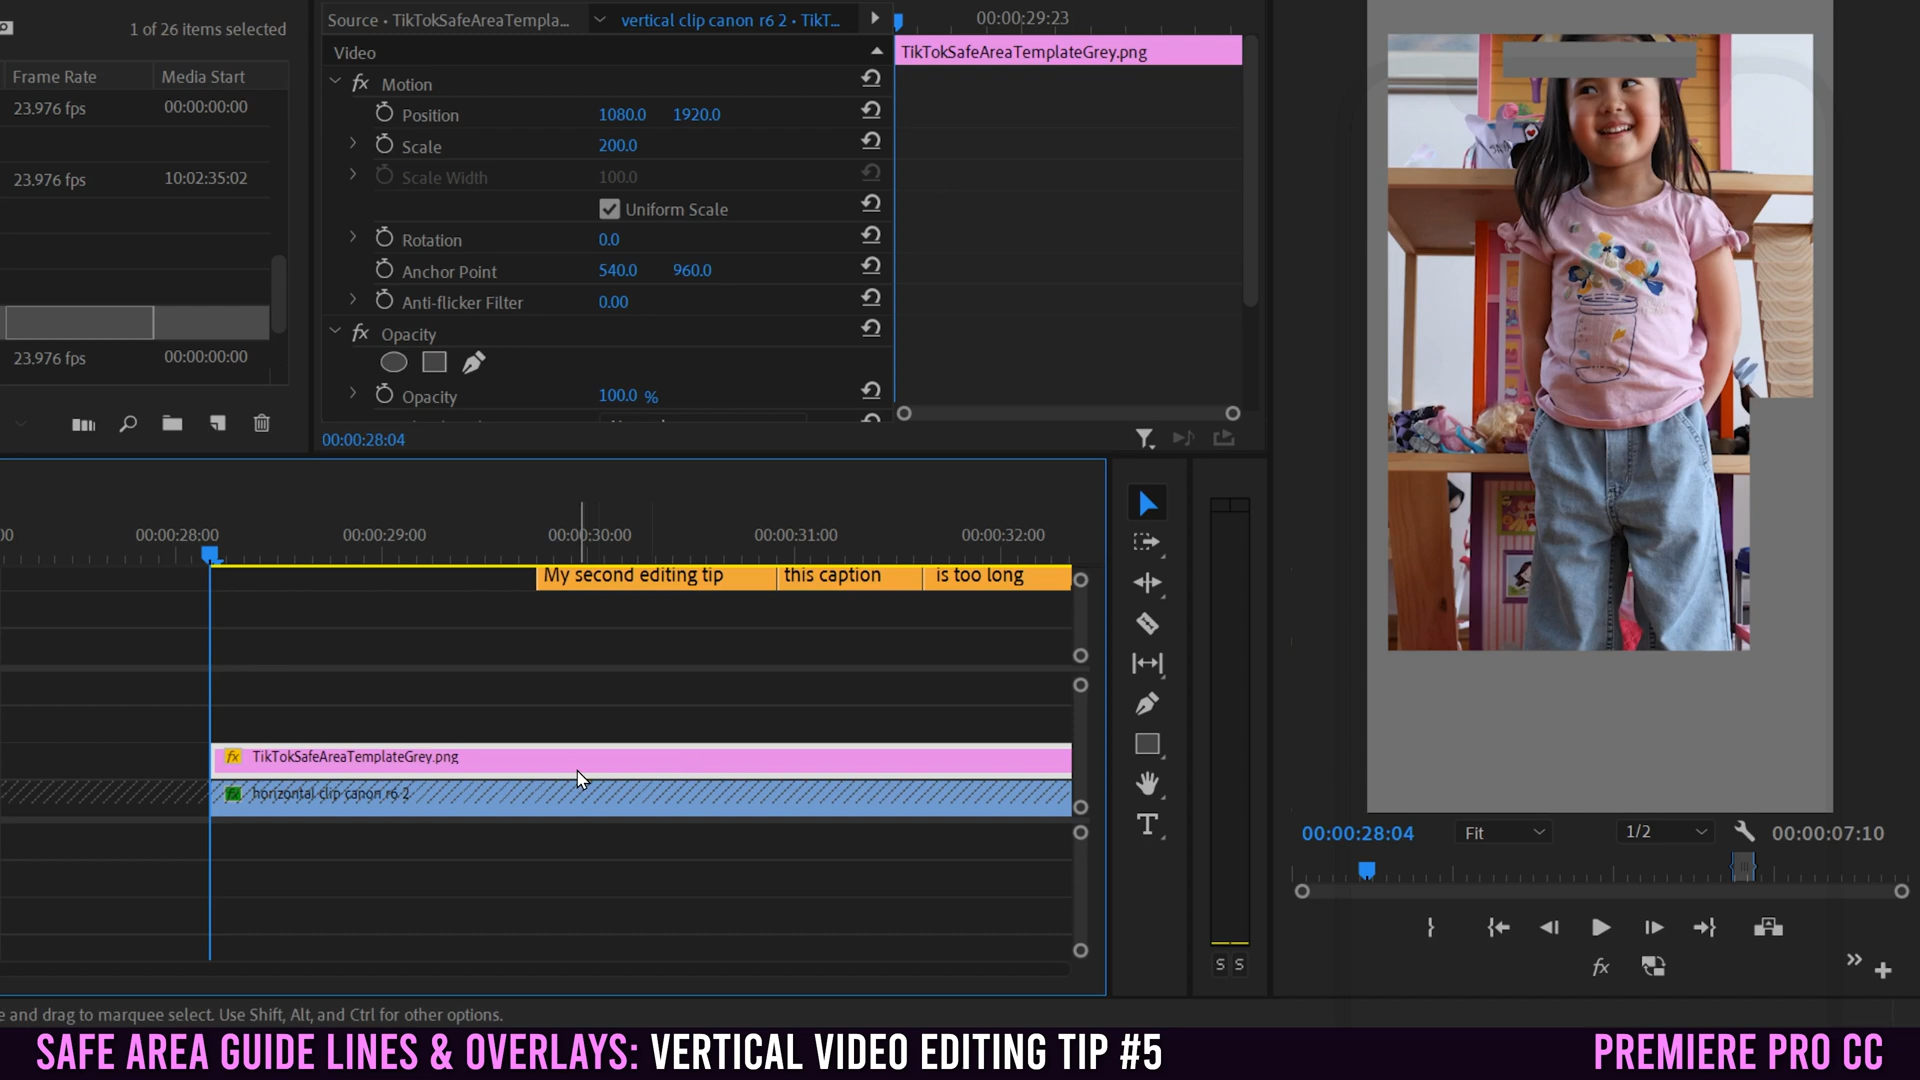 1 of 26 items selected
Frame Rate Media Start
23.976 fps 00:00:00:00
23.976 fps 10:02:35:02
23.976 fps 00:00:00:00
Source • TikTokSafeAreaTempla...
vertical clip canon r6 2 • TikT...
00:00:29:23
Video
TikTokSafeAreaTemplateGrey.png
fx Motion
Position 1080.0 1920.0
Scale 200.0
Scale Width 100.0
Uniform Scale
Rotation 0.0
Anchor Point 540.0 960.0
Anti-flicker Filter 0.00
fx Opacity
Opacity 100.0 %
00:00:28:04
00:00:28:00 00:00:29:00 00:00:30:00 00:00:31:00 00:00:32:00
My second editing tip this caption is too long
fx TikTokSafeAreaTemplateGrey.png
fx horizontal clip canon r6 2
T
S S
00:00:28:04 Fit 1/2 00:00:07:10
fx
e and drag to marquee select. Use Shift, Alt, and Ctrl for other options.
SAFE AREA GUIDE LINES & OVERLAYS: VERTICAL VIDEO EDITING TIP #5
PREMIERE PRO CC